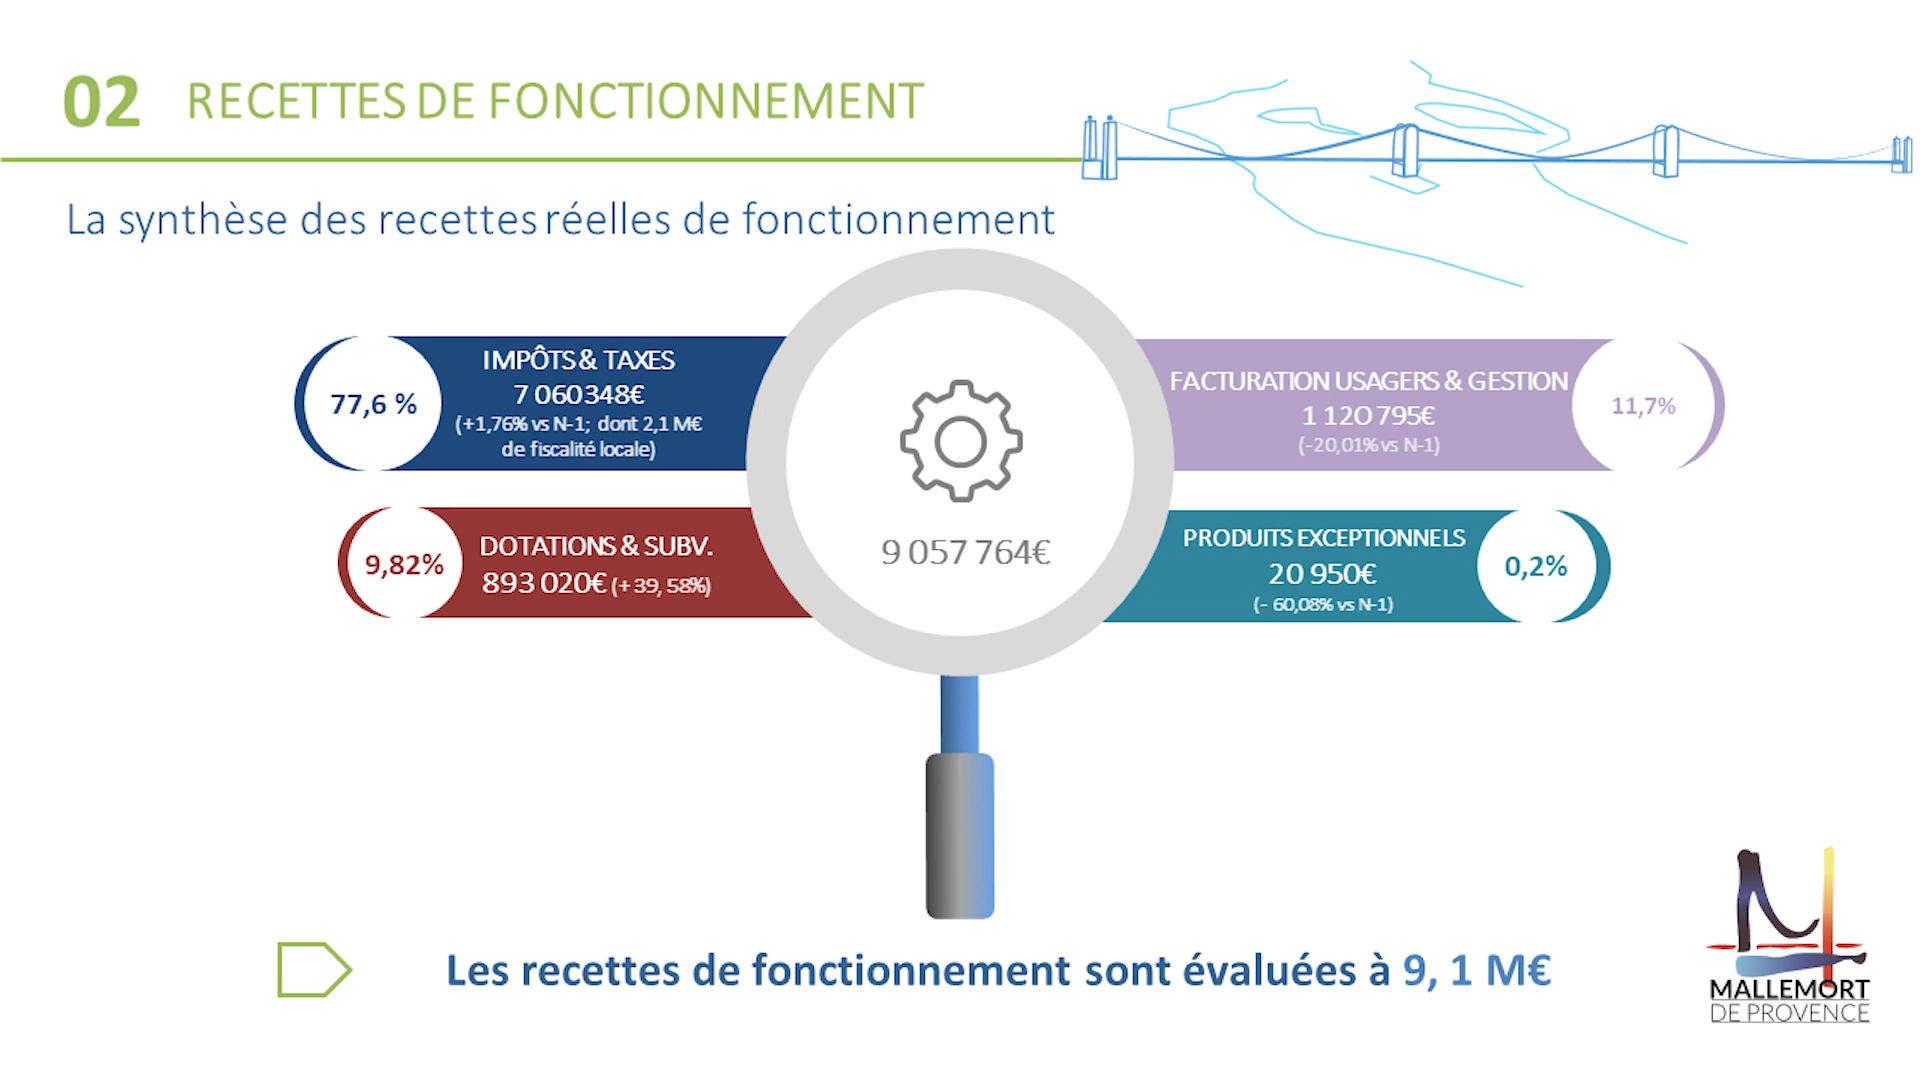 02 RECETTES DE FONCTIONNEMENT
La synthèse des recettes réelles de fonctionnement
77,6 %
IMPÔTS & TAXES
7 060 348€
(+1,76% vs N-1; dont 2,1 M€
de fiscalité locale)
9,82%
DOTATIONS & SUBV.
893 020€ (+ 39, 58%)
9 057 764€
FACTURATION USAGERS & GESTION
1 120 795€
(-20,01% vs N-1)
11,7%
PRODUITS EXCEPTIONNELS
20 950€
(- 60,08% vs N-1)
0,2%
Les recettes de fonctionnement sont évaluées à 9, 1 M€
MALLEMORT
DE PROVENCE